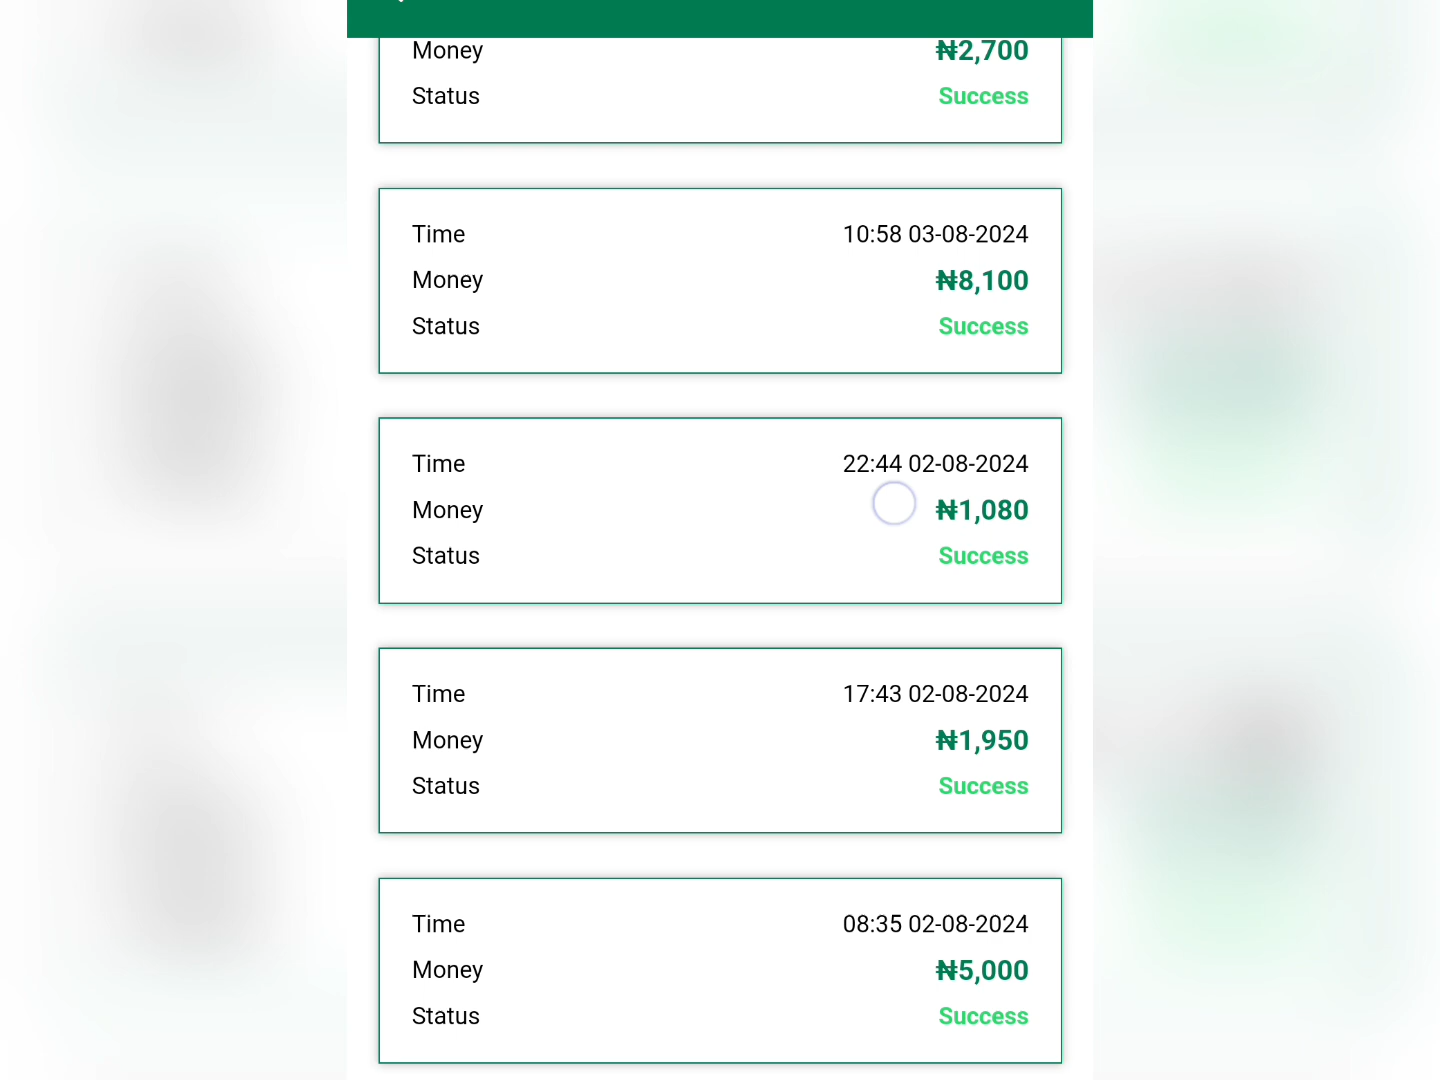 Money ₦2,700
Status Success
Time 10:58 03-08-2024
Money ₦8,100
Status Success
Time 22:44 02-08-2024
Money ₦1,080
Status Success
Time 17:43 02-08-2024
Money ₦1,950
Status Success
Time 08:35 02-08-2024
Money ₦5,000
Status Success